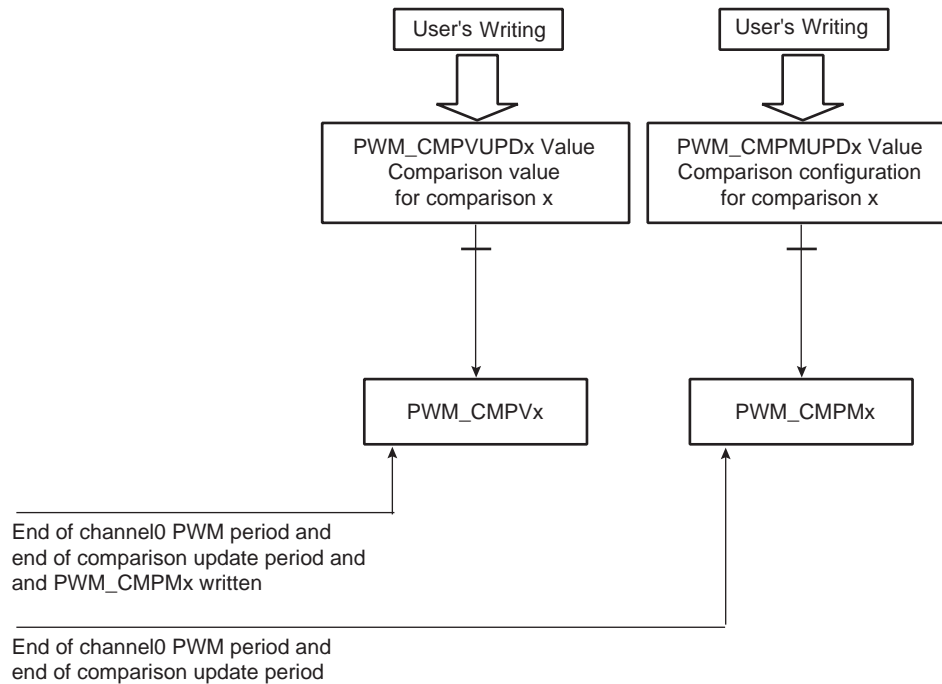 User's Writing
User's Writing
PWM_CMPVUPDx Value
Comparison value
for comparison x
PWM_CMPMUPDx Value
Comparison configuration
for comparison x
PWM_CMPVx
PWM_CMPMx
End of channel0 PWM period and
end of comparison update period and
and PWM_CMPMx written
End of channel0 PWM period and
end of comparison update period